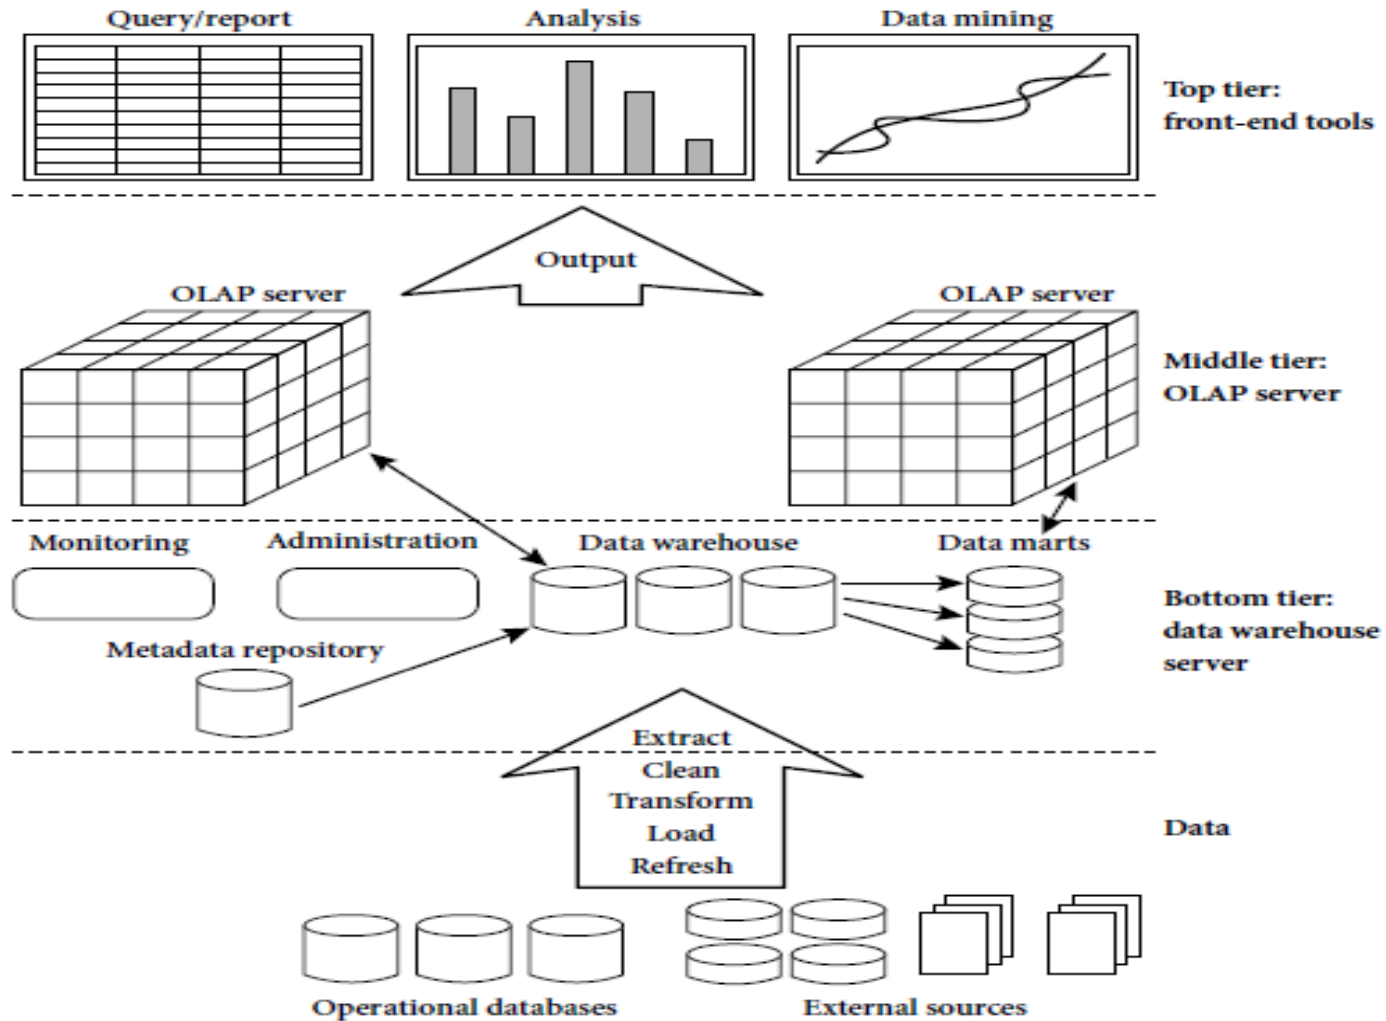 Query/report
Analysis
Data mining
Top tier:
front-end tools
Output
OLAP server
OLAP server
Middle tier:
OLAP server
Monitoring
Administration
Data warehouse
Data marts
Metadata repository
Bottom tier:
data warehouse
server
Extract
Clean
Transform
Load
Refresh
Data
Operational databases
External sources